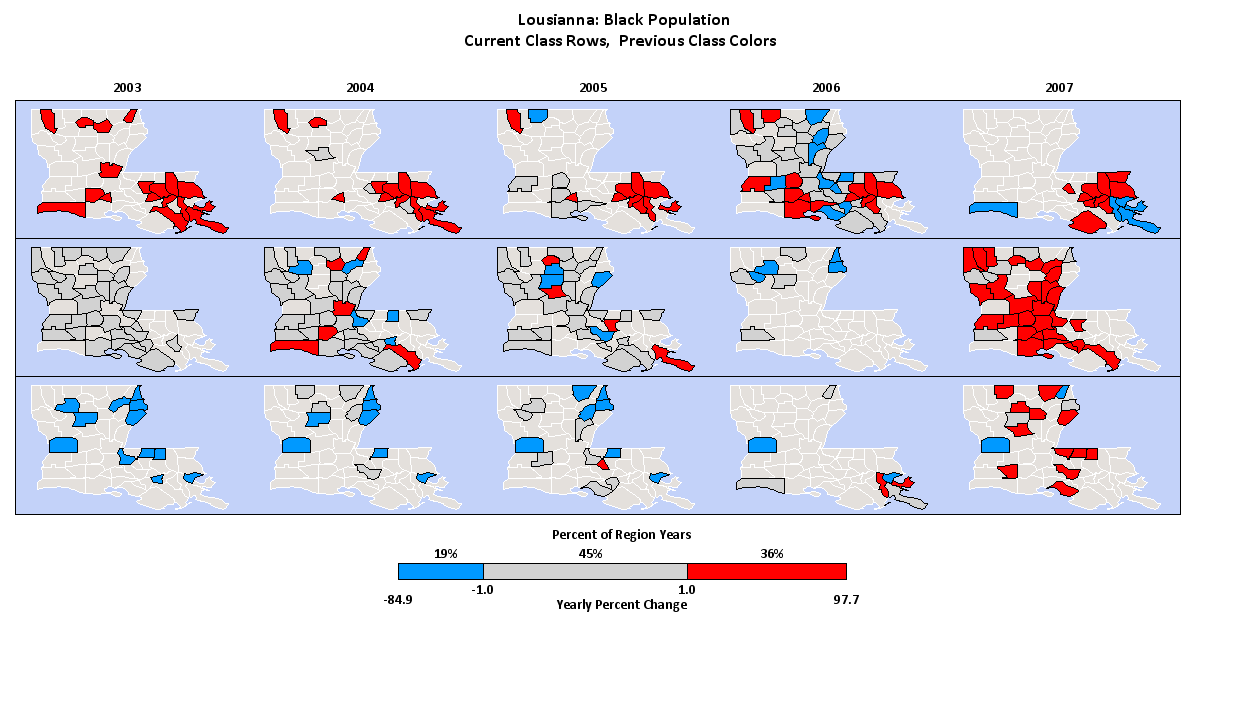 Lousianna: Black Population
Current Class Rows, Previous Class Colors
2003 2004 2005 2006 2007
Percent of Region Years
19% 45% 36%
-1.0 1.0
-84.9 97.7
Yearly Percent Change